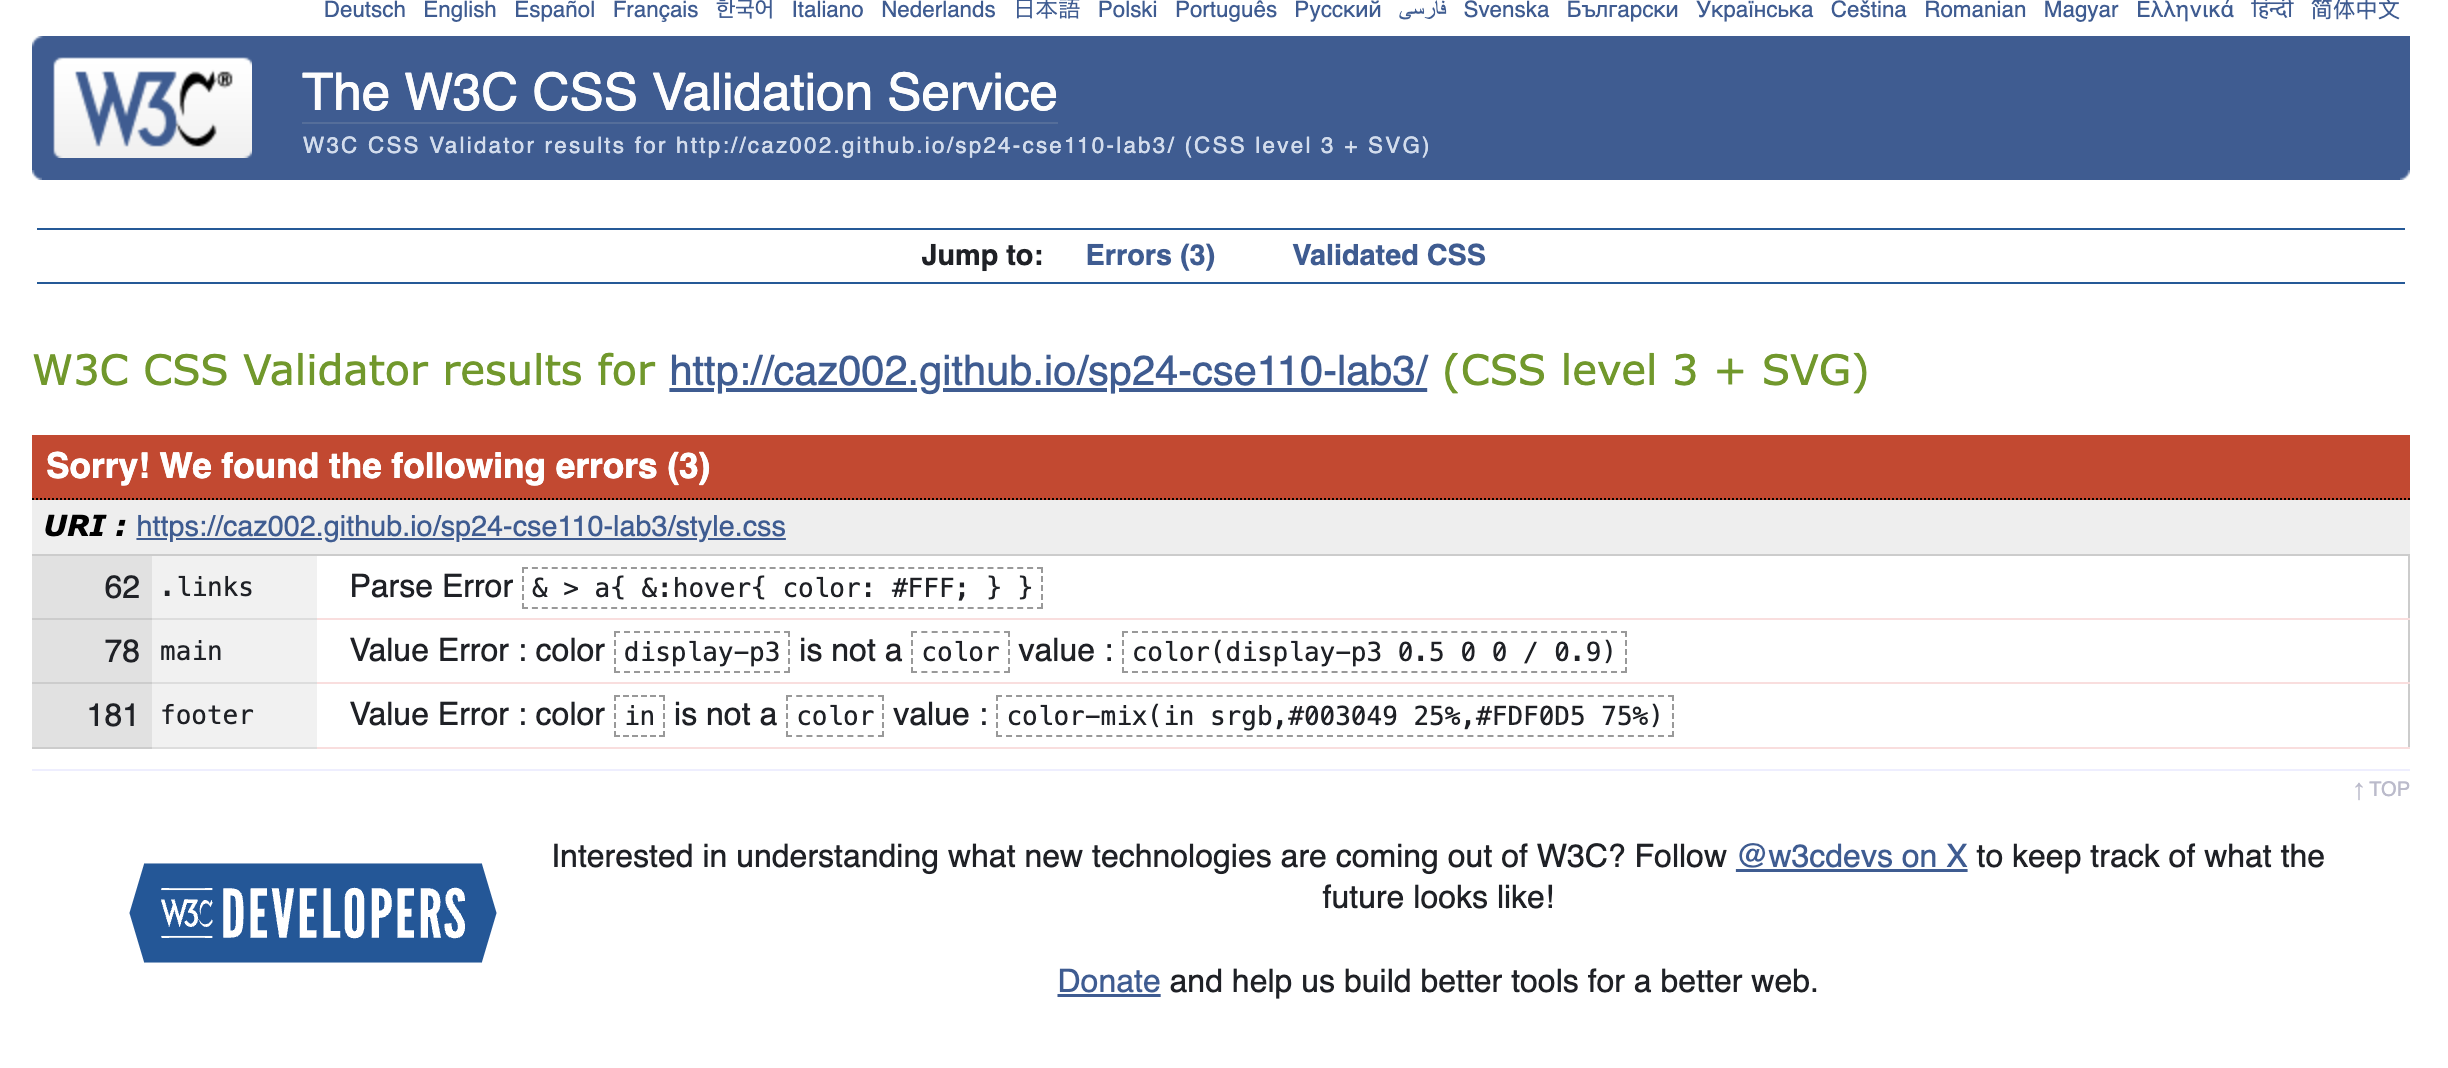 Deutsch English Español Français 한국어 Italiano Nederlands 日本語 Polski Português Русский فارسی Svenska Български Українська Čeština Romanian Magyar Ελληνικά हिन्दी 简体中文
W3C®
The W3C CSS Validation Service
W3C CSS Validator results for http://caz002.github.io/sp24-cse110-lab3/ (CSS level 3 + SVG)
Jump to: Errors (3) Validated CSS
W3C CSS Validator results for http://caz002.github.io/sp24-cse110-lab3/ (CSS level 3 + SVG)
Sorry! We found the following errors (3)
URI : https://caz002.github.io/sp24-cse110-lab3/style.css
62 .links Parse Error & > a{ &:hover{ color: #FFF; } }
78 main Value Error : color display-p3 is not a color value : color(display-p3 0.5 0 0 / 0.9)
181 footer Value Error : color in is not a color value : color-mix(in srgb,#003049 25%,#FDF0D5 75%)
↑ TOP
Interested in understanding what new technologies are coming out of W3C? Follow @w3cdevs on X to keep track of what the
future looks like!
W3C DEVELOPERS
Donate and help us build better tools for a better web.